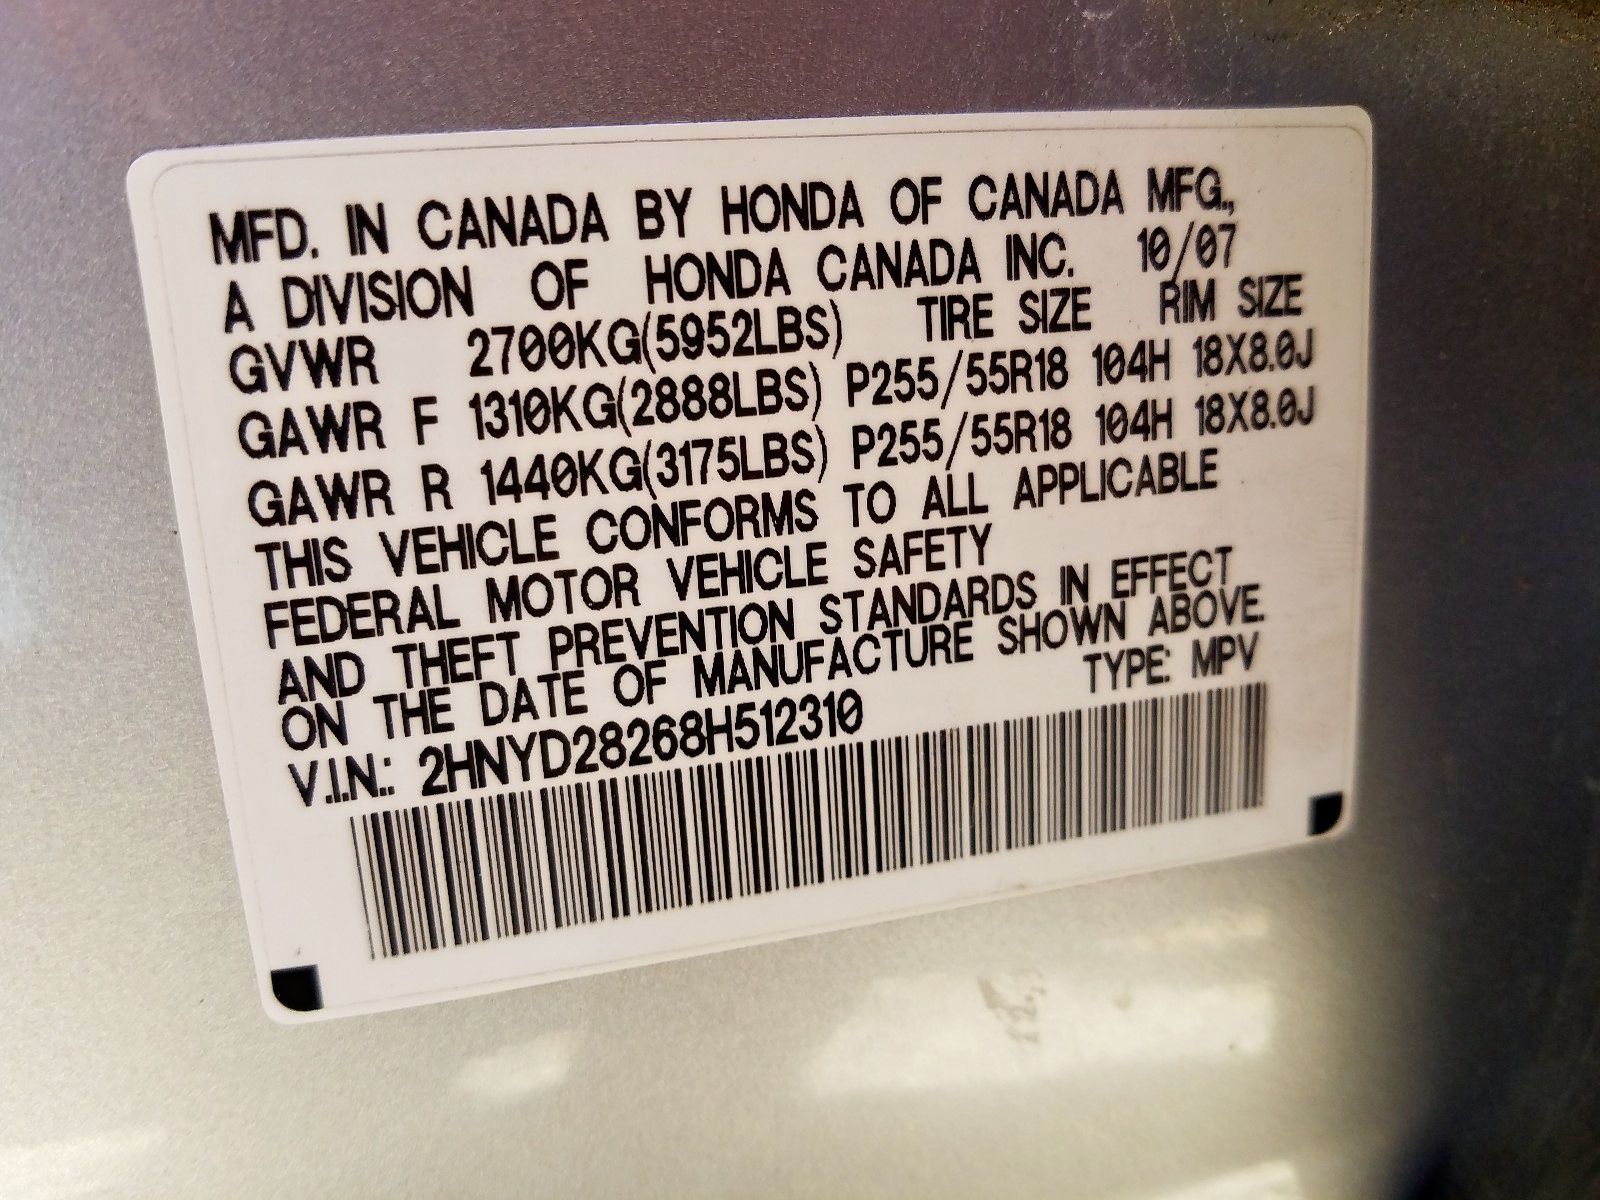 MFD. IN CANADA BY HONDA OF CANADA MFG.,
A DIVISION OF HONDA CANADA INC. 10/07
GVWR 2700KG(5952LBS) TIRE SIZE RIM SIZE
GAWR F 1310KG(2888LBS) P255/55R18 104H 18X8.0J
GAWR R 1440KG(3175LBS) P255/55R18 104H 18X8.0J
THIS VEHICLE CONFORMS TO ALL APPLICABLE
FEDERAL MOTOR VEHICLE SAFETY
AND THEFT PREVENTION STANDARDS IN EFFECT
ON THE DATE OF MANUFACTURE SHOWN ABOVE.
V.I.N.: 2HNYD28268H512310 TYPE: MPV